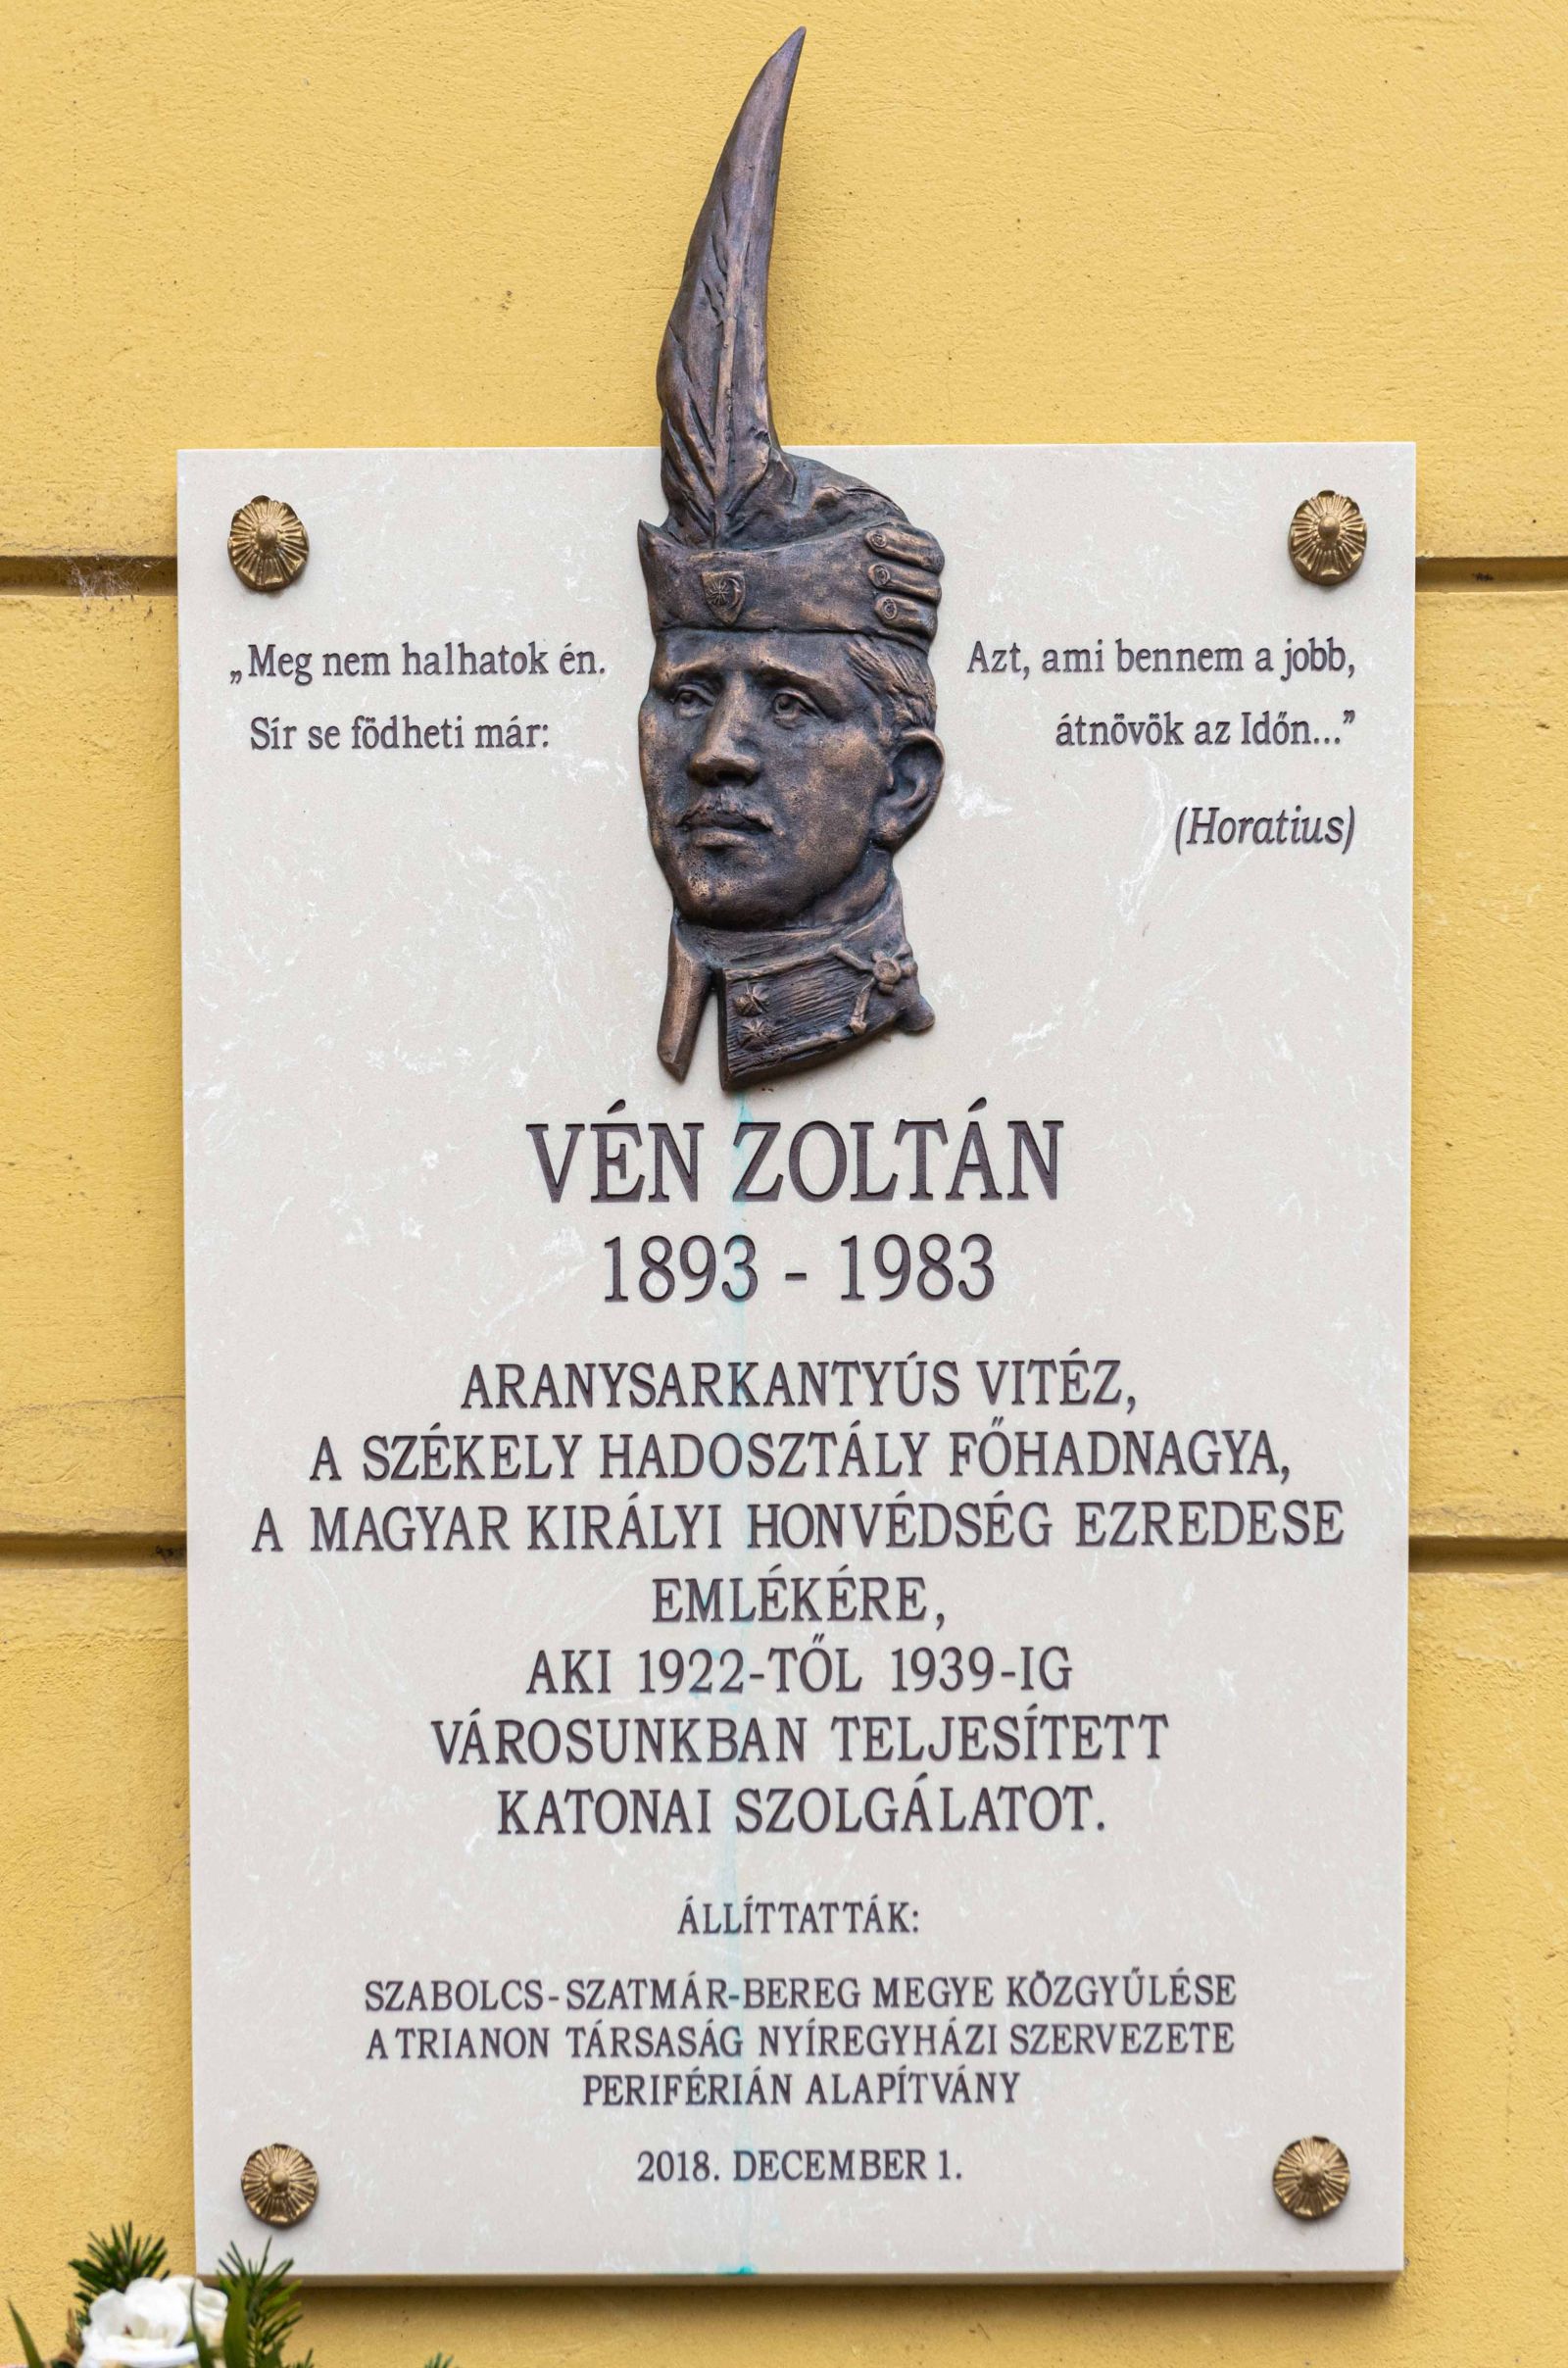 „Meg nem halhatok én.
Sír se födheti már:
Azt, ami bennem a jobb,
átnövök az Időn...”
(Horatius)
VÉN ZOLTÁN
1893 - 1983
ARANYSARKANTYÚS VITÉZ,
A SZÉKELY HADOSZTÁLY FŐHADNAGYA,
A MAGYAR KIRÁLYI HONVÉDSÉG EZREDESE
EMLÉKÉRE,
AKI 1922-TŐL 1939-IG
VÁROSUNKBAN TELJESÍTETT
KATONAI SZOLGÁLATOT.
ÁLLÍTTATTÁK:
SZABOLCS-SZATMÁR-BEREG MEGYE KÖZGYŰLÉSE
A TRIANON TÁRSASÁG NYÍREGYHÁZI SZERVEZETE
PERIFÉRIÁN ALAPÍTVÁNY
2018. DECEMBER 1.